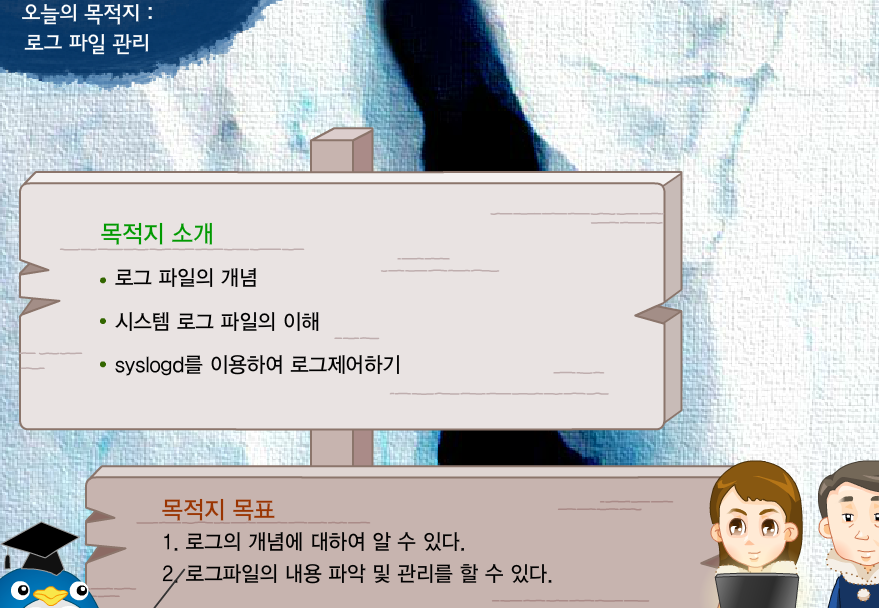 오늘의 목적지 :
로그 파일 관리
목적지 소개
• 로그 파일의 개념
• 시스템 로그 파일의 이해
• syslogd를 이용하여 로그제어하기
목적지 목표
1. 로그의 개념에 대하여 알 수 있다.
2. 로그파일의 내용 파악 및 관리를 할 수 있다.